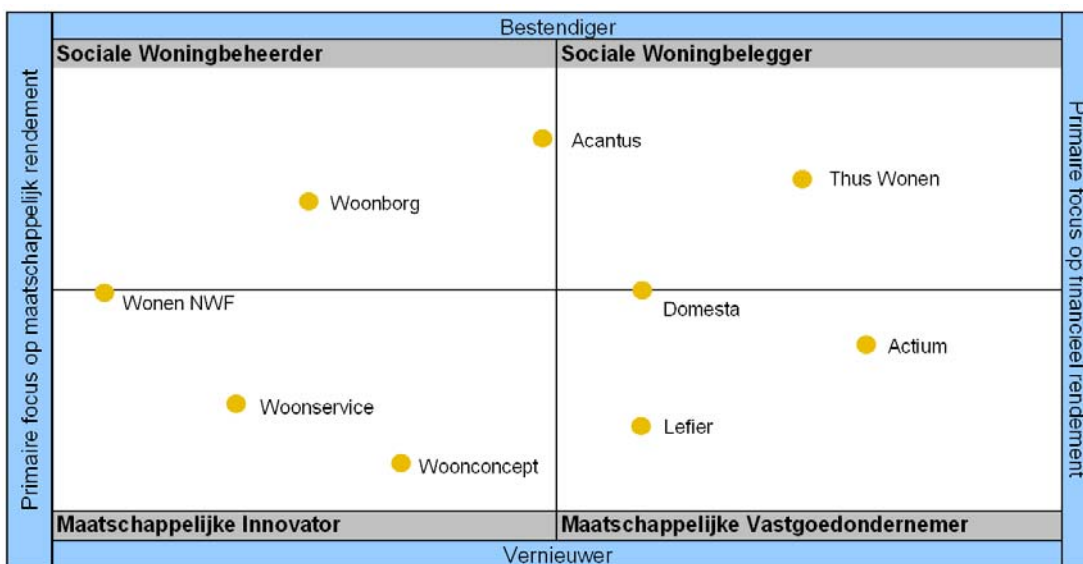 Bestendiger
Sociale Woningbeheerder
Sociale Woningbelegger
Primaire focus op maatschappelijk rendement
Primaire focus op financieel rendement
Acantus
Thus Wonen
Woonborg
Wonen NWF
Domesta
Actium
Woonservice
Lefier
Woonconcept
Maatschappelijke Innovator
Maatschappelijke Vastgoedondernemer
Vernieuwer